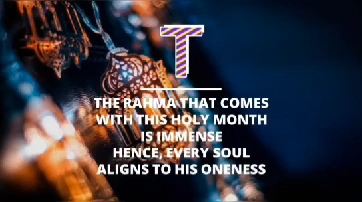 T
THE RAHMA THAT COMES
WITH THIS HOLY MONTH
IS IMMENSE
HENCE, EVERY SOUL
ALIGNS TO HIS ONENESS